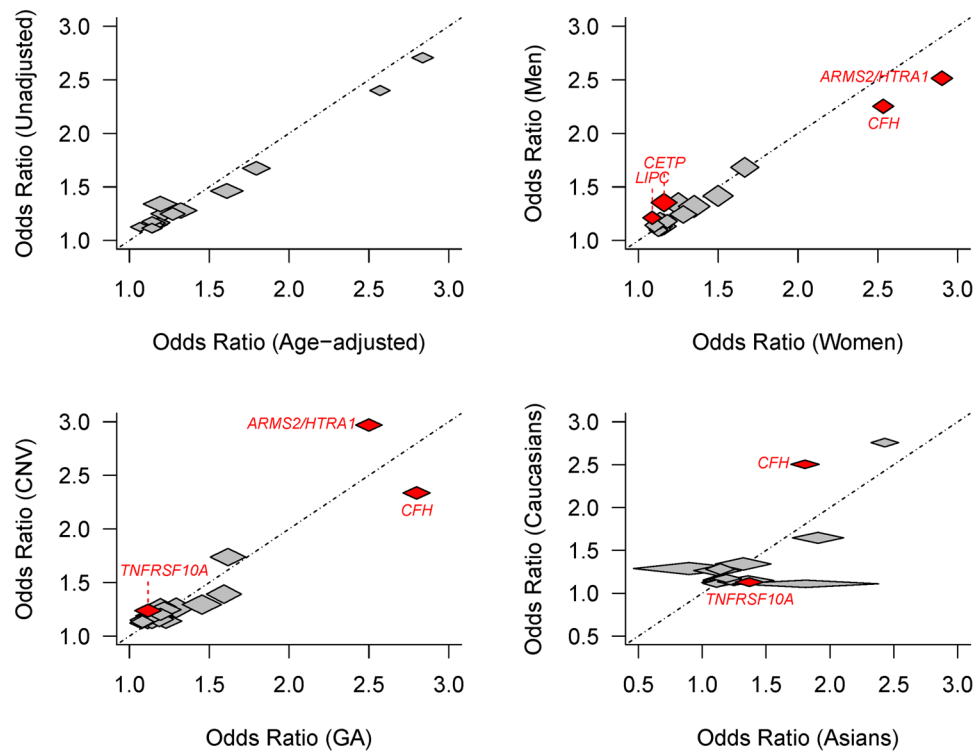 Odds Ratio (Unadjusted)
3.0
2.5
2.0
1.5
1.0
1.0 1.5 2.0 2.5 3.0
Odds Ratio (Age−adjusted)
Odds Ratio (Men)
3.0
2.5
2.0
1.5
1.0
ARMS2/HTRA1
CFH
CETP
LIPC
1.0 1.5 2.0 2.5 3.0
Odds Ratio (Women)
Odds Ratio (CNV)
3.0
2.5
2.0
1.5
1.0
ARMS2/HTRA1
CFH
TNFRSF10A
1.0 1.5 2.0 2.5 3.0
Odds Ratio (GA)
Odds Ratio (Caucasians)
3.0
2.5
2.0
1.5
1.0
0.5
CFH
TNFRSF10A
0.5 1.0 1.5 2.0 2.5 3.0
Odds Ratio (Asians)